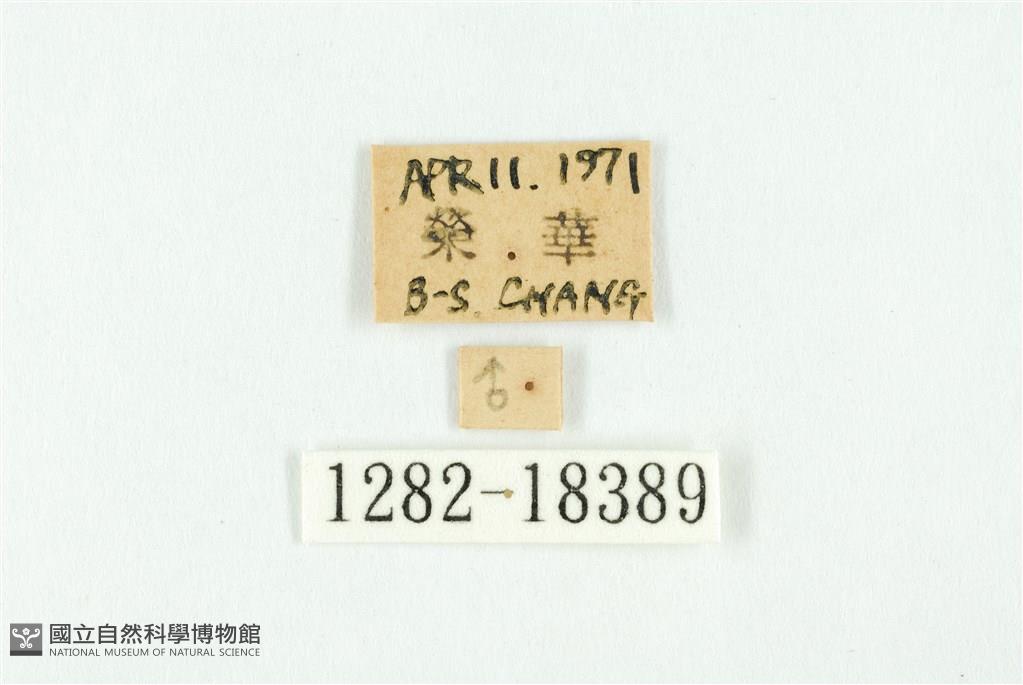 APR 11. 1971
榮 華
B-S. CHANG
♂
1282-18389
國立自然科學博物館
NATIONAL MUSEUM OF NATURAL SCIENCE